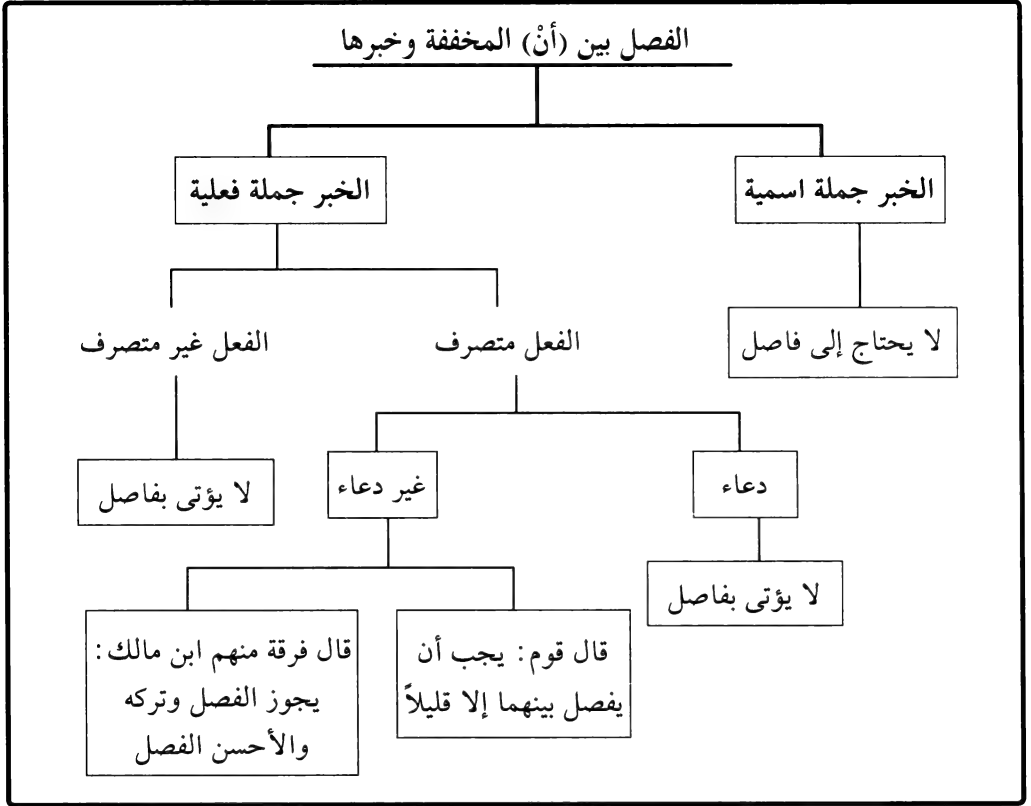 الفصل بين (أنْ) المخففة وخبرها
الخبر جملة اسمية
الخبر جملة فعلية
لا يحتاج إلى فاصل
الفعل متصرف
الفعل غير متصرف
دعاء
غير دعاء
لا يؤتى بفاصل
لا يؤتى بفاصل
قال قوم: يجب أن
يفصل بينهما إلا قليلاً
قال فرقة منهم ابن مالك:
يجوز الفصل وتركه
والأحسن الفصل